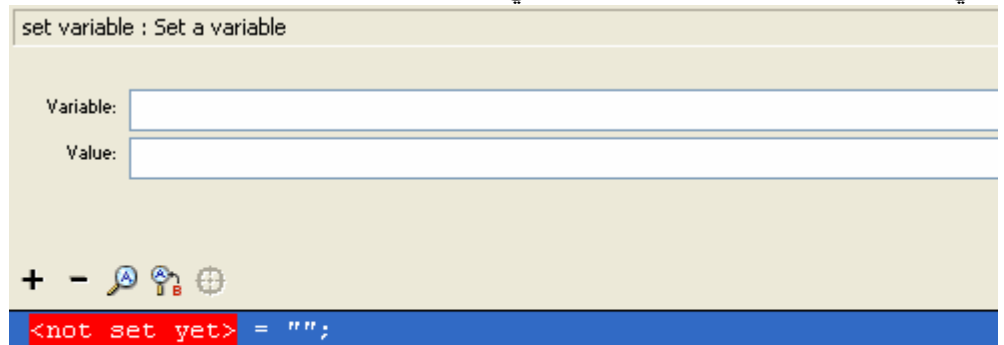 set variable : Set a variable
Variable:
Value:
<not set yet> = "";